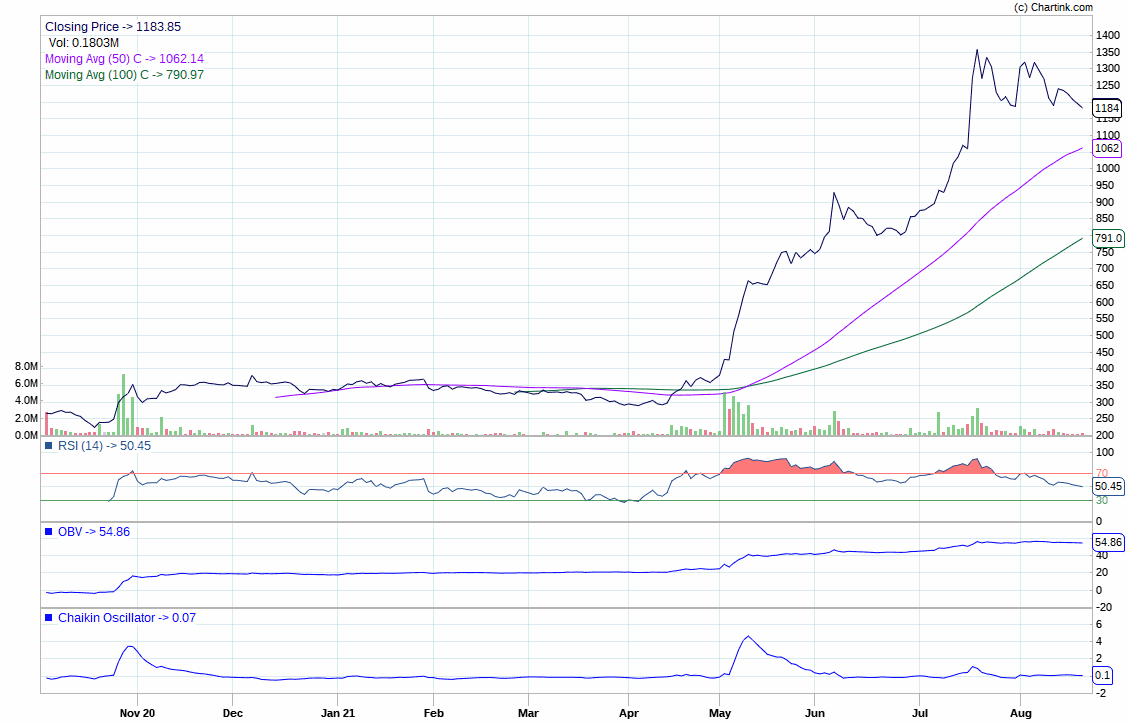 (c) Chartink.com
Closing Price -> 1183.85
Vol: 0.1803M
Moving Avg (50) C -> 1062.14
Moving Avg (100) C -> 790.97
1400
1350
1300
1250
1184
1150
1100
1062
1000
950
900
850
791.0
750
700
650
600
550
500
450
400
350
300
250
200
8.0M
6.0M
4.0M
2.0M
0.0M
RSI (14) -> 50.45
100
70
50.45
30
0
OBV -> 54.86
54.86
40
20
0
-20
Chaikin Oscillator -> 0.07
6
4
2
0.1
-2
Nov 20 Dec Jan 21 Feb Mar Apr May Jun Jul Aug